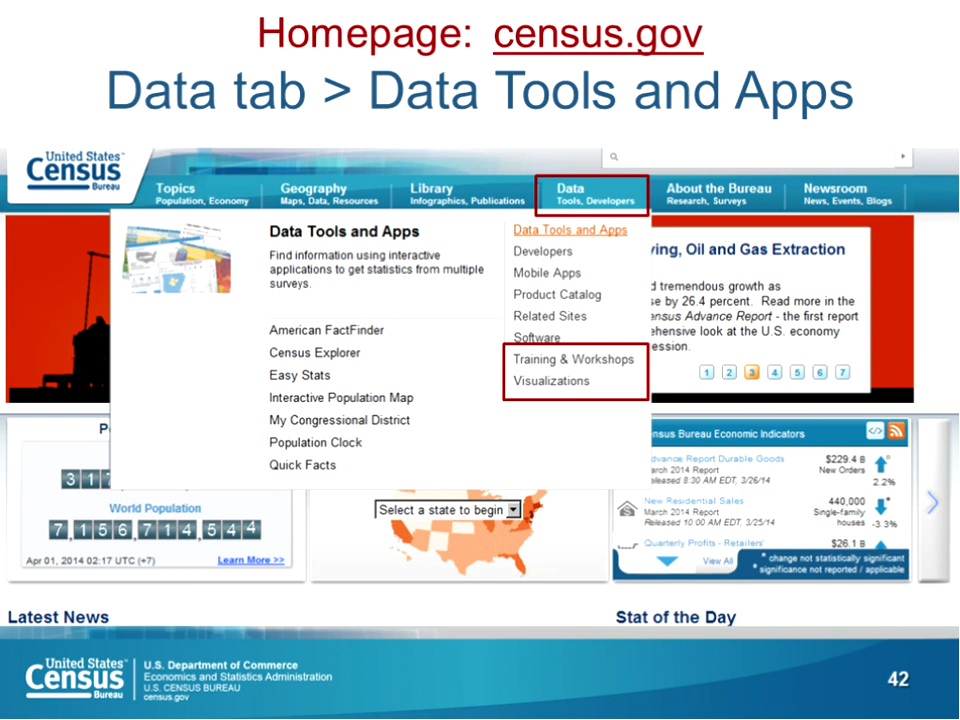 Homepage: census.gov
Data tab > Data Tools and Apps
United States
Census
Bureau
Topics
Population, Economy
Geography
Maps, Data, Resources
Library
Infographics, Publications
Data
Tools, Developers
About the Bureau
Research, Surveys
Newsroom
News, Events, Blogs
Data Tools and Apps
Find information using interactive
applications to get statistics from multiple
surveys.
American FactFinder
Census Explorer
Easy Stats
Interactive Population Map
My Congressional District
Population Clock
Quick Facts
Data Tools and Apps
Developers
Mobile Apps
Product Catalog
Related Sites
Software
Training & Workshops
Visualizations
ying, Oil and Gas Extraction
d tremendous growth as
se by 26.4 percent. Read more in the
ensus Advance Report - the first report
ehensive look at the U.S. economy
ession.
1 2 3 4 5 6 7
P
3 1
World Population
7,156,714,544
Apr 01, 2014 02:17 UTC (+7)
Learn More >>
Select a state to begin
ensus Bureau Economic Indicators
dvance Report Durable Goods
arch 2014 Report
eleased 8:30 AM EDT, 3/26/14
$229.4 B
New Orders
2.2%
New Residential Sales
March 2014 Report
Released 10:00 AM EDT, 3/25/14
440,000
Single-family
houses
-3.3%
Quarterly Profits - Retailers'
$26.1 B
View All
* change not statistically significant
* significance not reported / applicable
Latest News
Stat of the Day
United States
Census
Bureau
U.S. Department of Commerce
Economics and Statistics Administration
U.S. CENSUS BUREAU
census.gov
42